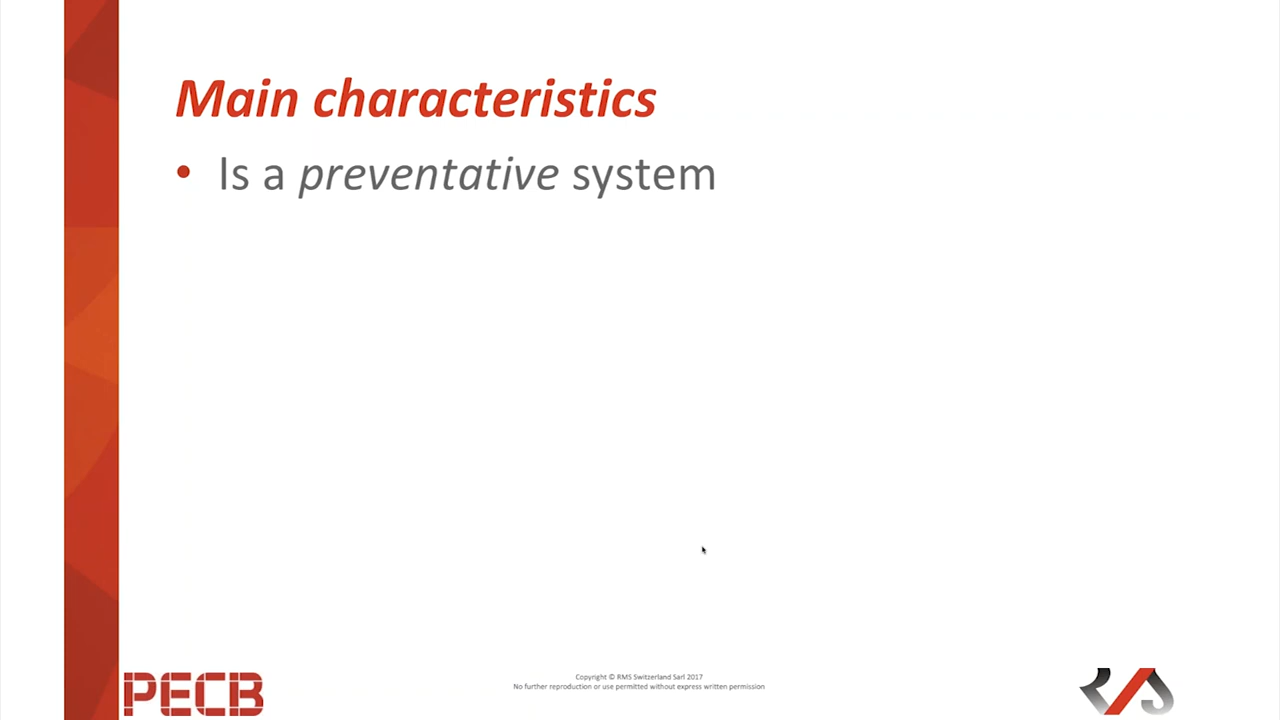 Main characteristics
• Is a preventative system
PECB
Copyright © RMS Switzerland Sarl 2017
No further reproduction or use permitted without express written permission
RMS